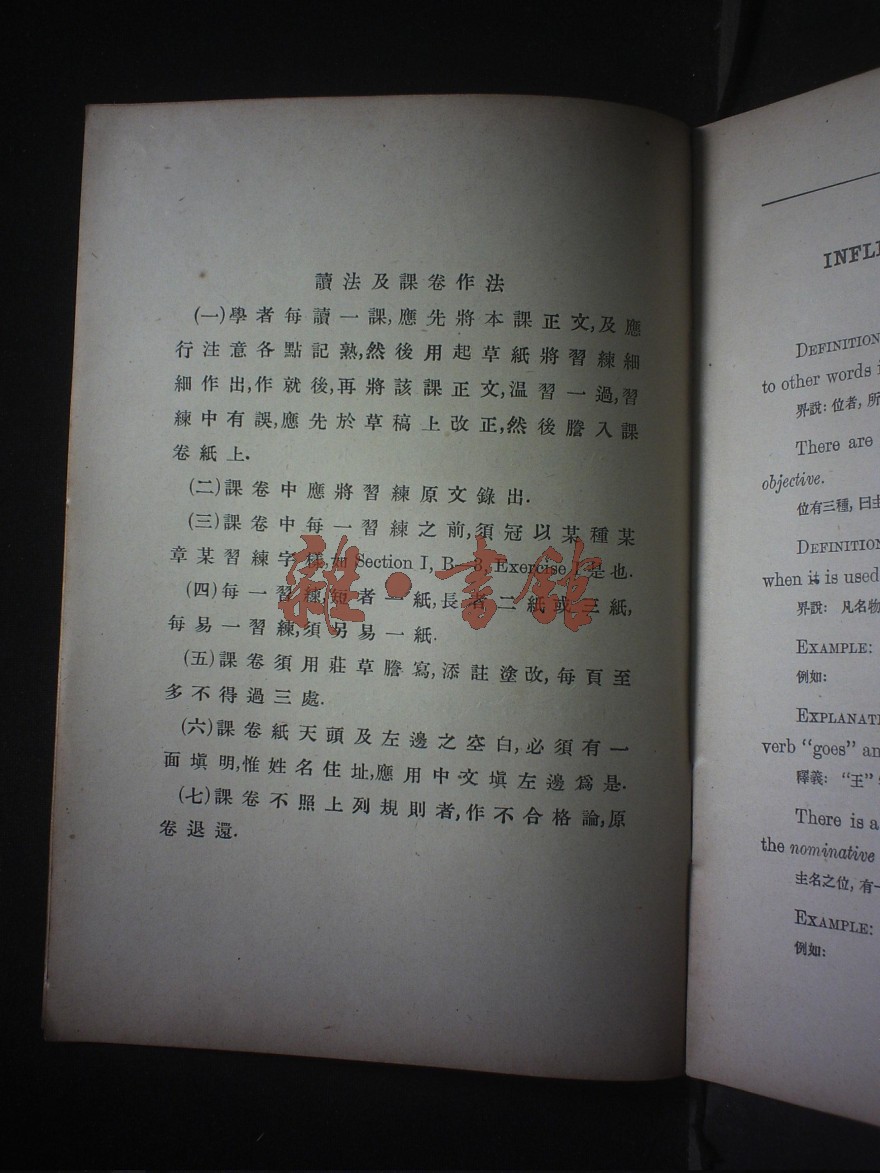 讀法及課卷作法
(一)學者每讀一課,應先將本課正文,及應
行注意各點記熟,然後用起草紙將習練細
細作出,作就後,再將該課正文,温習一過,習
練中有誤,應先於草稿上改正,然後謄入課
卷紙上.
(二)課卷中應將習練原文錄出.
(三)課卷中每一習練之前,須冠以某種某
章某習練字樣,如 Section I, B—3, Exercise 1 是也.
(四)每一習練,短者一紙,長者二紙或三紙,
每易一習練,須另易一紙.
(五)課卷須用莊草謄寫,添註塗改,每頁至
多不得過三處.
(六)課卷紙天頭及左邊之空白,必須有一
面填明,惟姓名住址,應用中文填左邊爲是.
(七)課卷不照上列規則者,作不合格論,原
卷退還.
雜·書館
INFLE
DEFINITION
to other words i
界說: 位者, 所
There are
objective.
位有三種, 曰主
DEFINITION
when it is used
界說: 凡名物
EXAMPLE:
例如:
EXPLANATI
verb "goes" an
釋義: "王"
There is a
the nominative
主名之位, 有一
EXAMPLE:
例如: